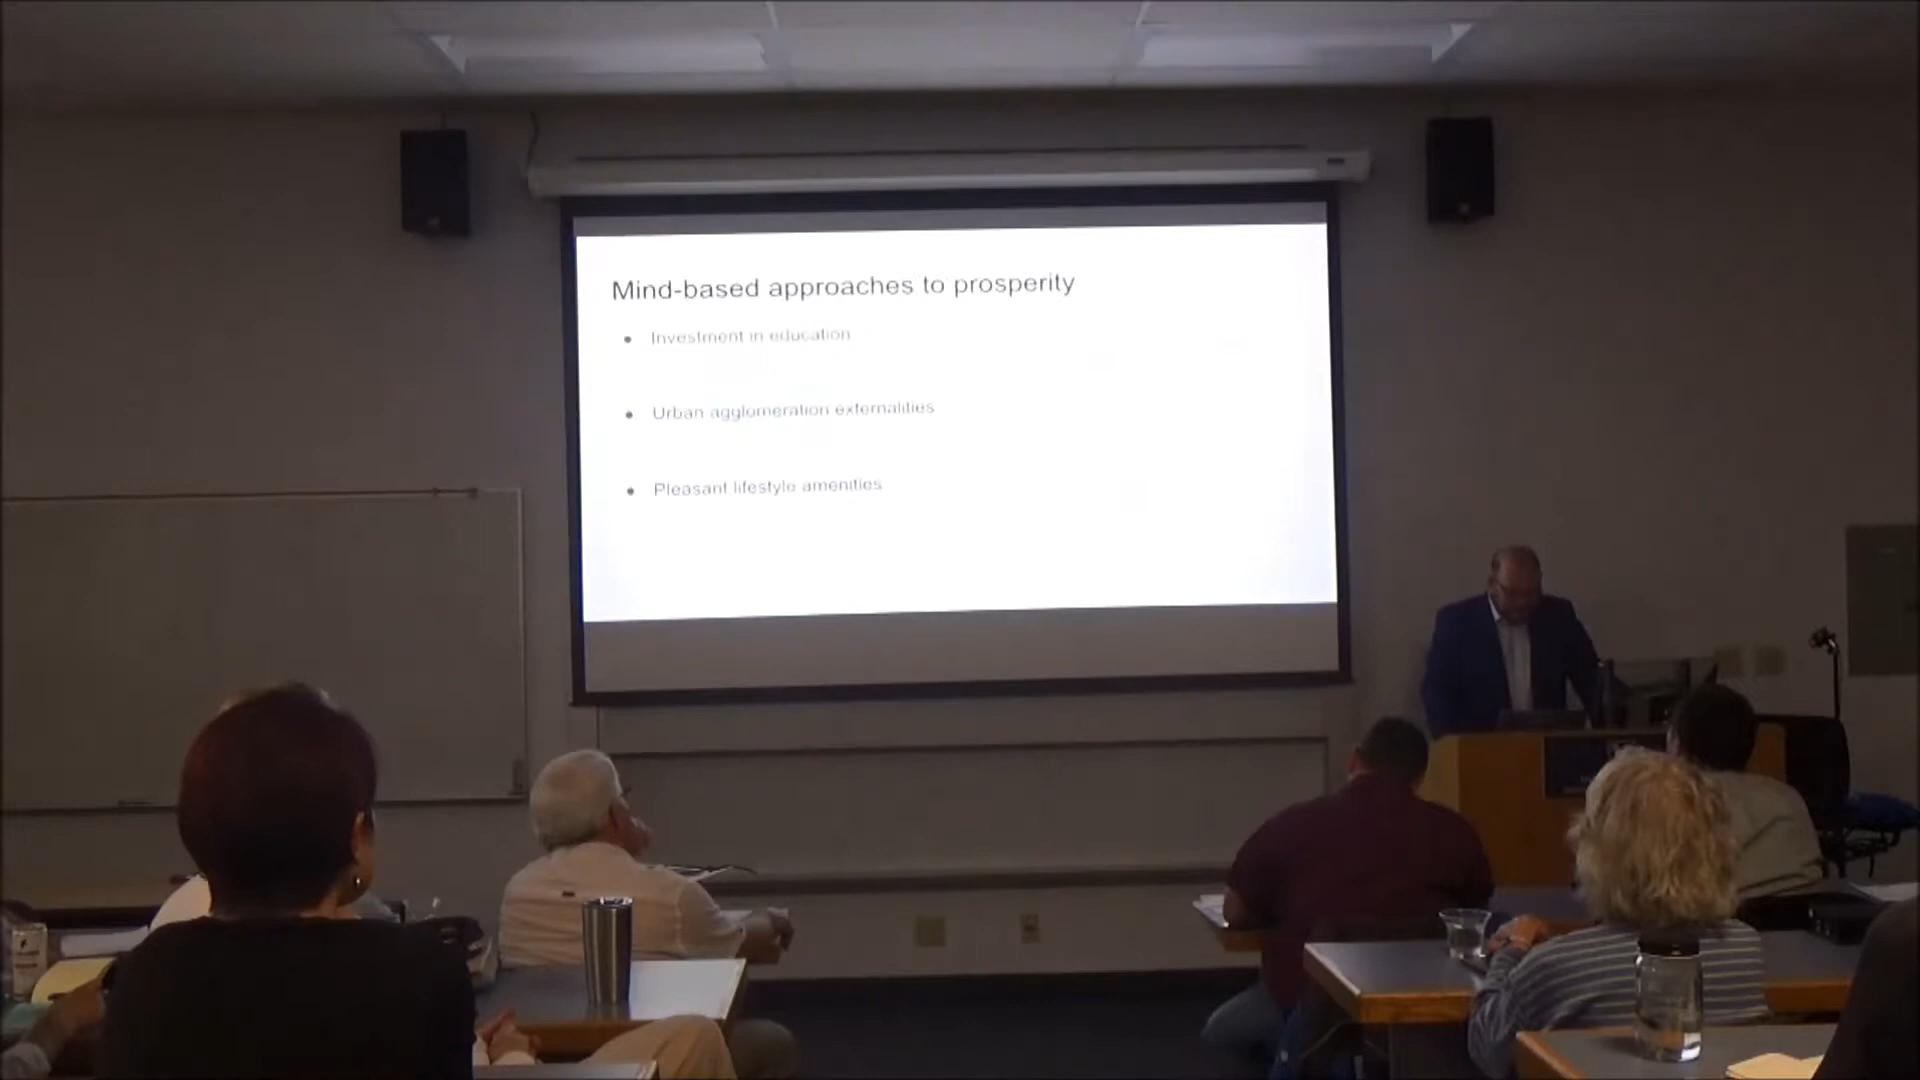 Mind-based approaches to prosperity
● Investment in education
● Urban agglomeration externalities
● Pleasant lifestyle amenities